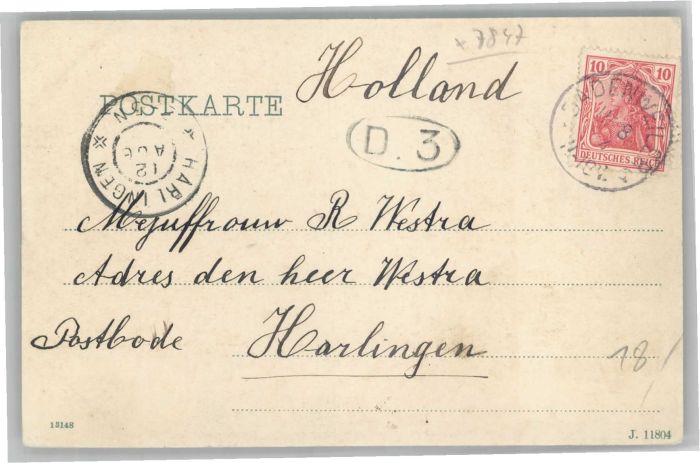 + 7847
Holland
POSTKARTE
10 10
DEUTSCHES REICH
BADENWEILER
HARLINGEN
12
AUG
D. 3
Mejuffrouw R Westra
Adres den heer Westra
Postbode Harlingen
18
13148
J. 11804